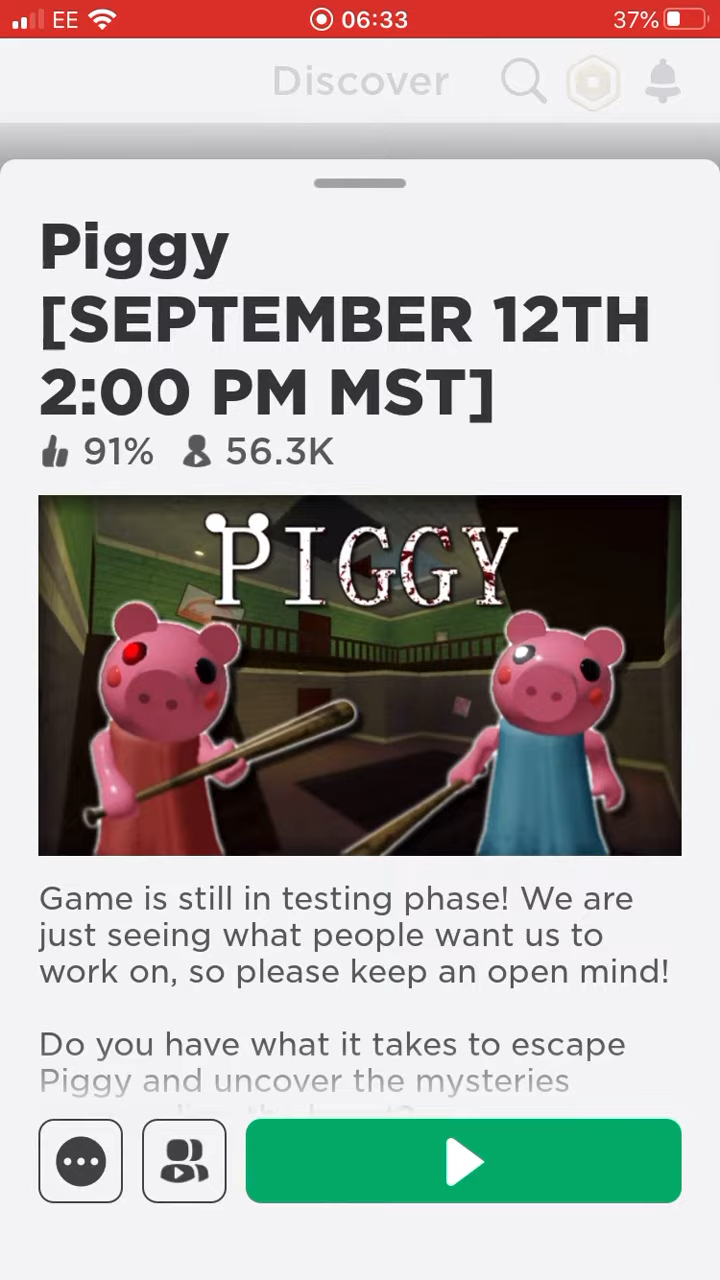 EE 06:33 37%
Discover
Piggy
[SEPTEMBER 12TH
2:00 PM MST]
91% 56.3K
PIGGY
Game is still in testing phase! We are
just seeing what people want us to
work on, so please keep an open mind!
Do you have what it takes to escape
Piggy and uncover the mysteries